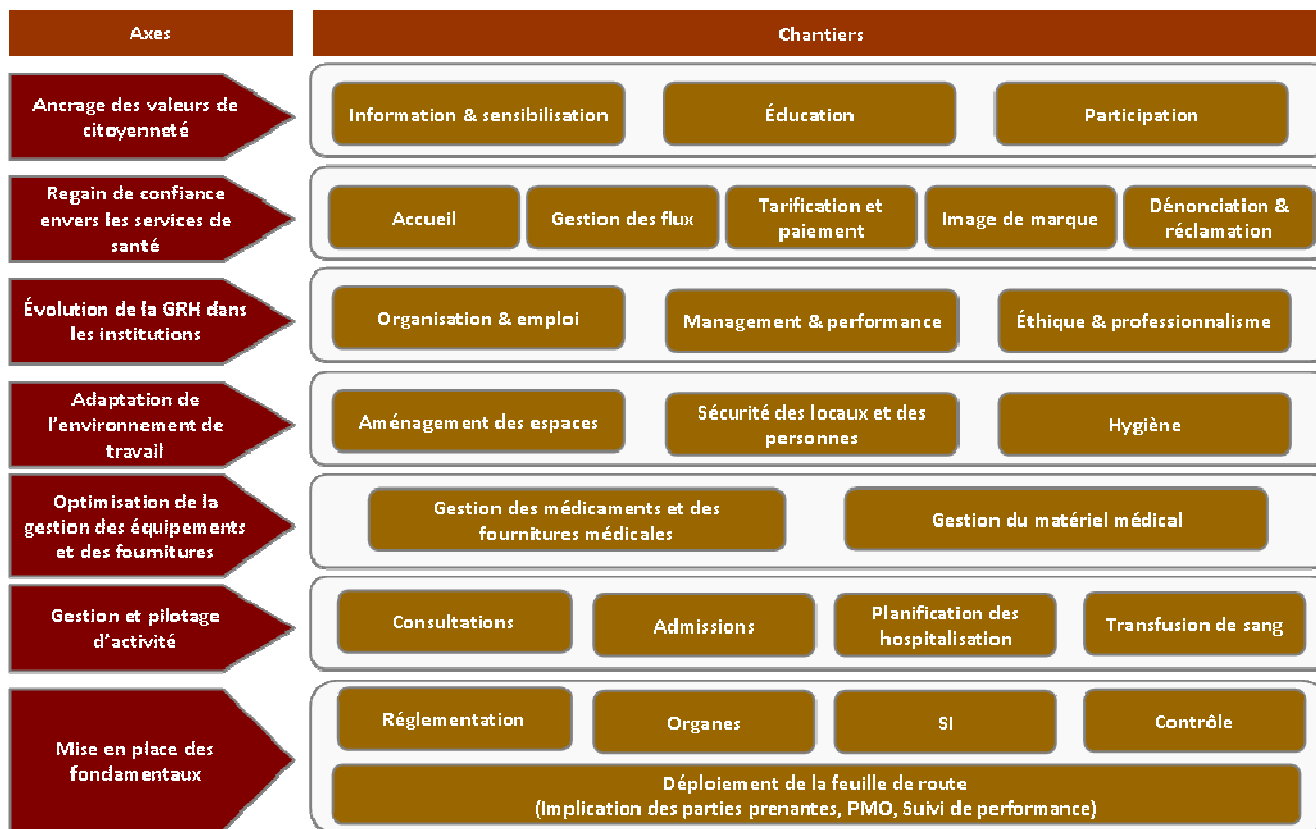 Axes
Chantiers
Ancrage des valeurs de
citoyenneté
Information & sensibilisation
Éducation
Participation
Regain de confiance
envers les services de
santé
Accueil
Gestion des flux
Tarification et
paiement
Image de marque
Dénonciation &
réclamation
Évolution de la GRH dans
les institutions
Organisation & emploi
Management & performance
Éthique & professionnalisme
Adaptation de
l'environnement de
travail
Aménagement des espaces
Sécurité des locaux et des
personnes
Hygiène
Optimisation de la
gestion des équipements
et des fournitures
Gestion des médicaments et des
fournitures médicales
Gestion du matériel médical
Gestion et pilotage
d'activité
Consultations
Admissions
Planification des
hospitalisation
Transfusion de sang
Mise en place des
fondamentaux
Réglementation
Organes
SI
Contrôle
Déploiement de la feuille de route
(Implication des parties prenantes, PMO, Suivi de performance)